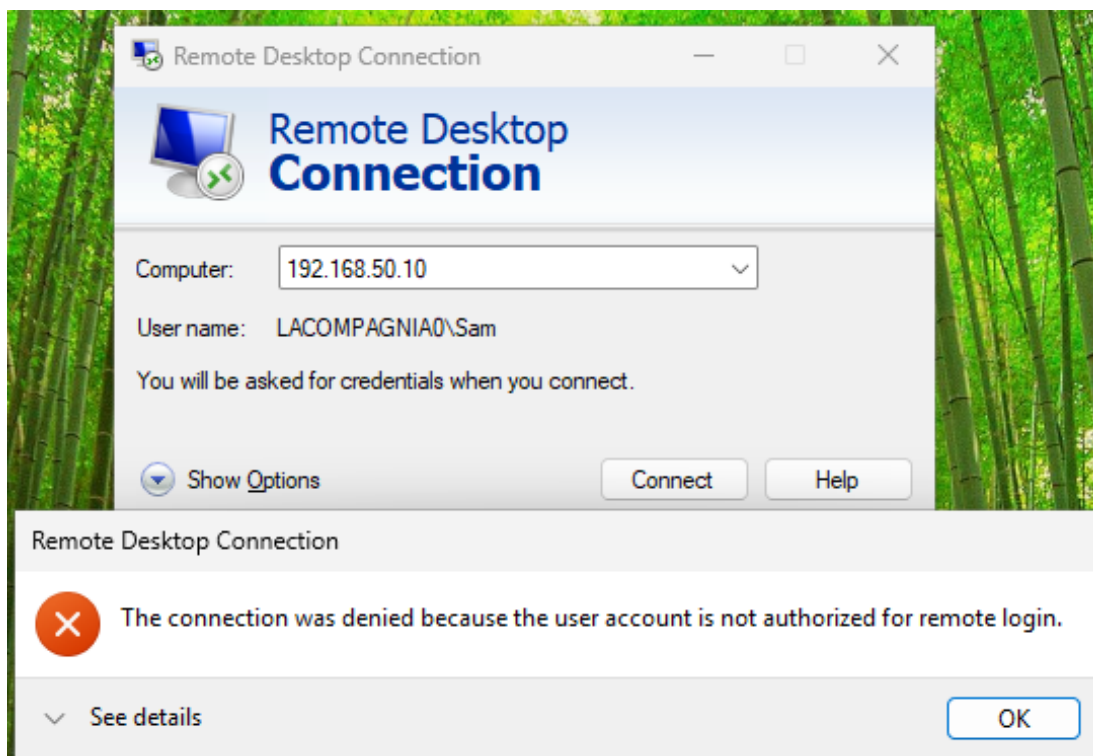 Remote Desktop Connection
Remote Desktop
Connection
Computer: 192.168.50.10
User name: LACOMPAGNIA0\Sam
You will be asked for credentials when you connect.
Show Options Connect Help
Remote Desktop Connection
The connection was denied because the user account is not authorized for remote login.
See details OK